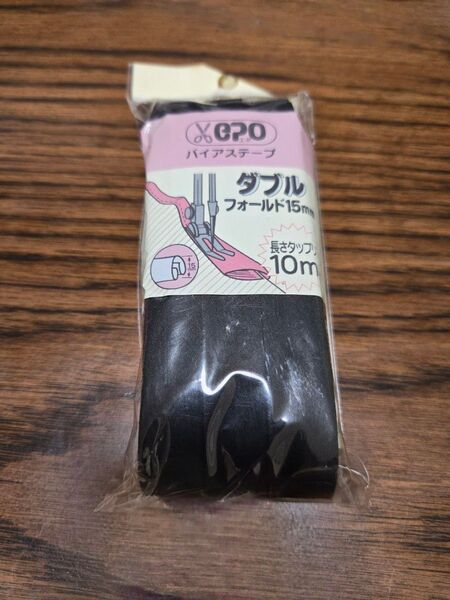 CPO
バイアステープ
ダブル
フォールド15mm
長さタップリ
10m